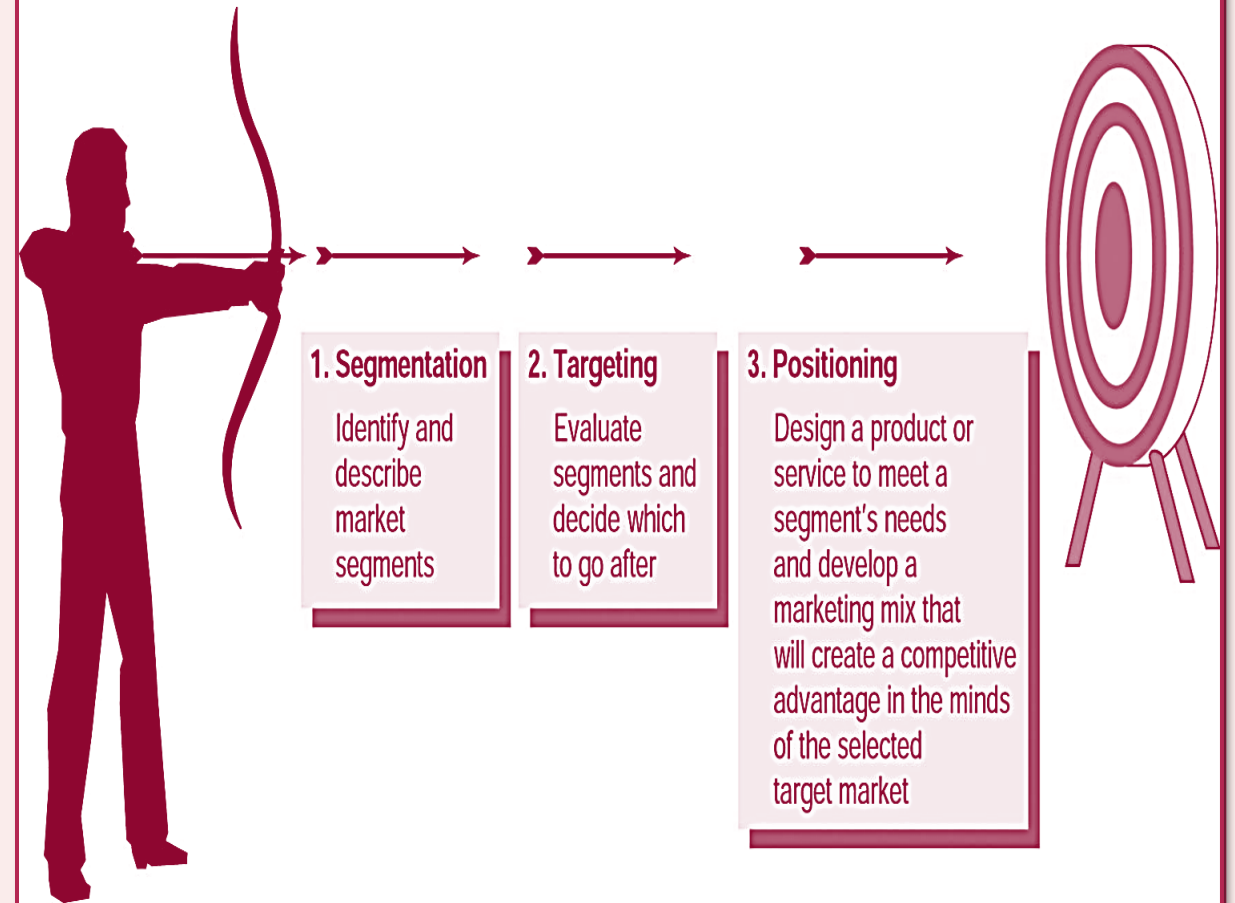 1. Segmentation
Identify and
describe
market
segments
2. Targeting
Evaluate
segments and
decide which
to go after
3. Positioning
Design a product or
service to meet a
segment's needs
and develop a
marketing mix that
will create a competitive
advantage in the minds
of the selected
target market